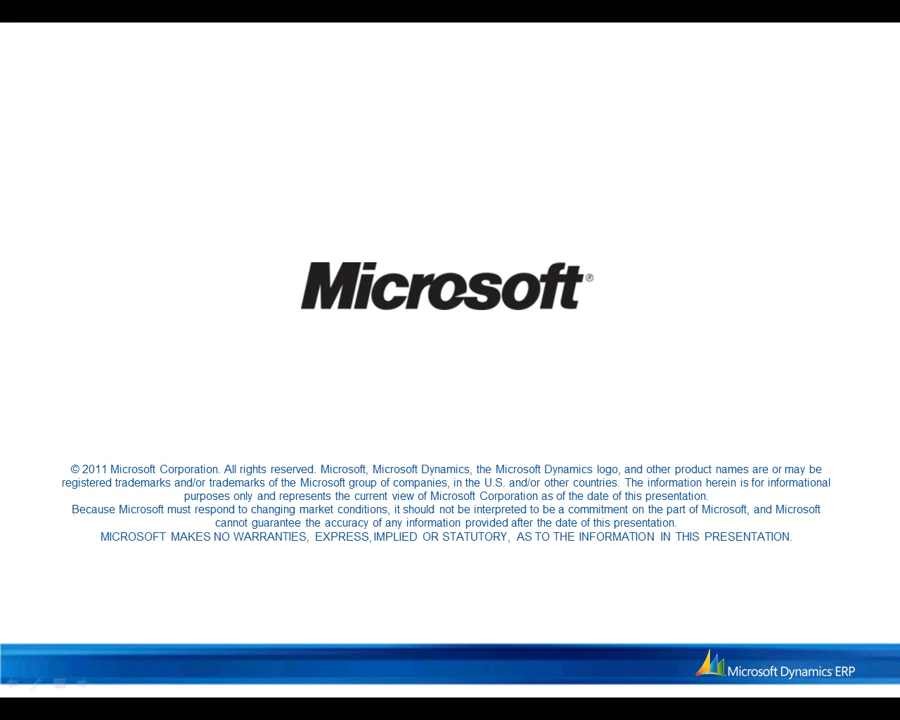 Microsoft®
© 2011 Microsoft Corporation. All rights reserved. Microsoft, Microsoft Dynamics, the Microsoft Dynamics logo, and other product names are or may be
registered trademarks and/or trademarks of the Microsoft group of companies, in the U.S. and/or other countries. The information herein is for informational
purposes only and represents the current view of Microsoft Corporation as of the date of this presentation.
Because Microsoft must respond to changing market conditions, it should not be interpreted to be a commitment on the part of Microsoft, and Microsoft
cannot guarantee the accuracy of any information provided after the date of this presentation.
MICROSOFT MAKES NO WARRANTIES, EXPRESS, IMPLIED OR STATUTORY, AS TO THE INFORMATION IN THIS PRESENTATION.
Microsoft Dynamics ERP